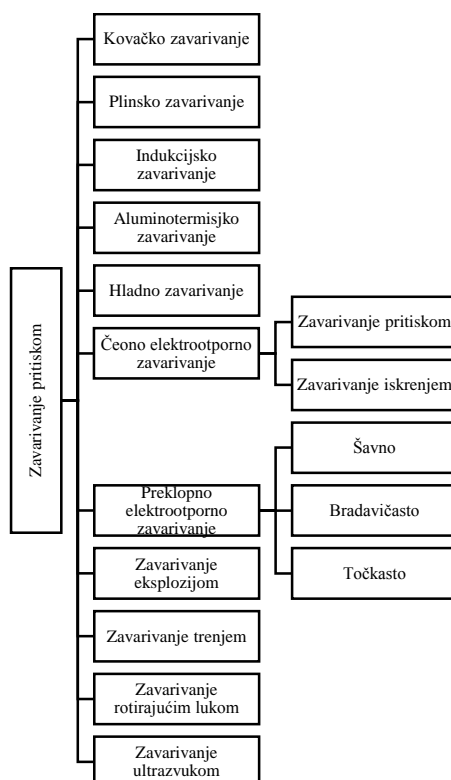 Zavarivanje pritiskom
Kovačko zavarivanje
Plinsko zavarivanje
Indukcijsko
zavarivanje
Aluminotermisjko
zavarivanje
Hladno zavarivanje
Čeono elektrootporno
zavarivanje
Zavarivanje pritiskom
Zavarivanje iskrenjem
Preklopno
elektrootporno
zavarivanje
Šavno
Bradavičasto
Točkasto
Zavarivanje
eksplozijom
Zavarivanje trenjem
Zavarivanje
rotirajućim lukom
Zavarivanje
ultrazvukom